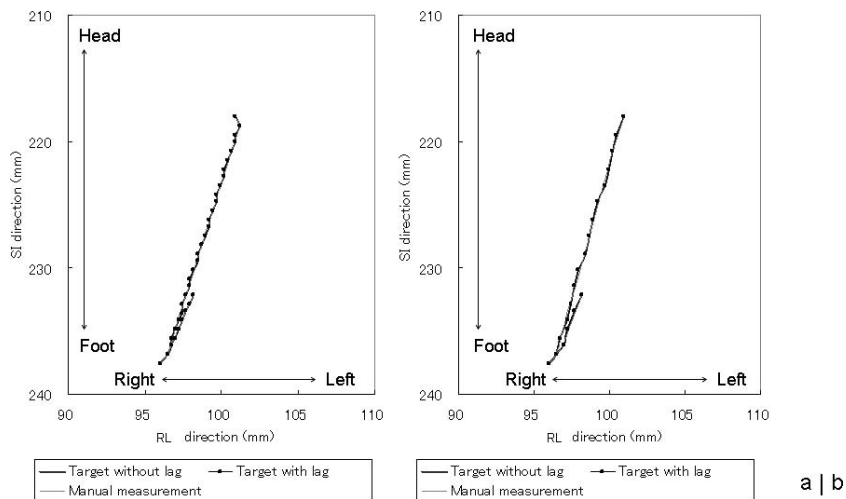 210
Head
220
SI direction (mm)
230
Foot
Right
Left
240
90
95
100
105
110
RL direction (mm)
Target without lag
Target with lag
Manual measurement
210
Head
220
SI direction (mm)
230
Foot
Right
Left
240
90
95
100
105
110
RL direction (mm)
Target without lag
Target with lag
Manual measurement
a | b